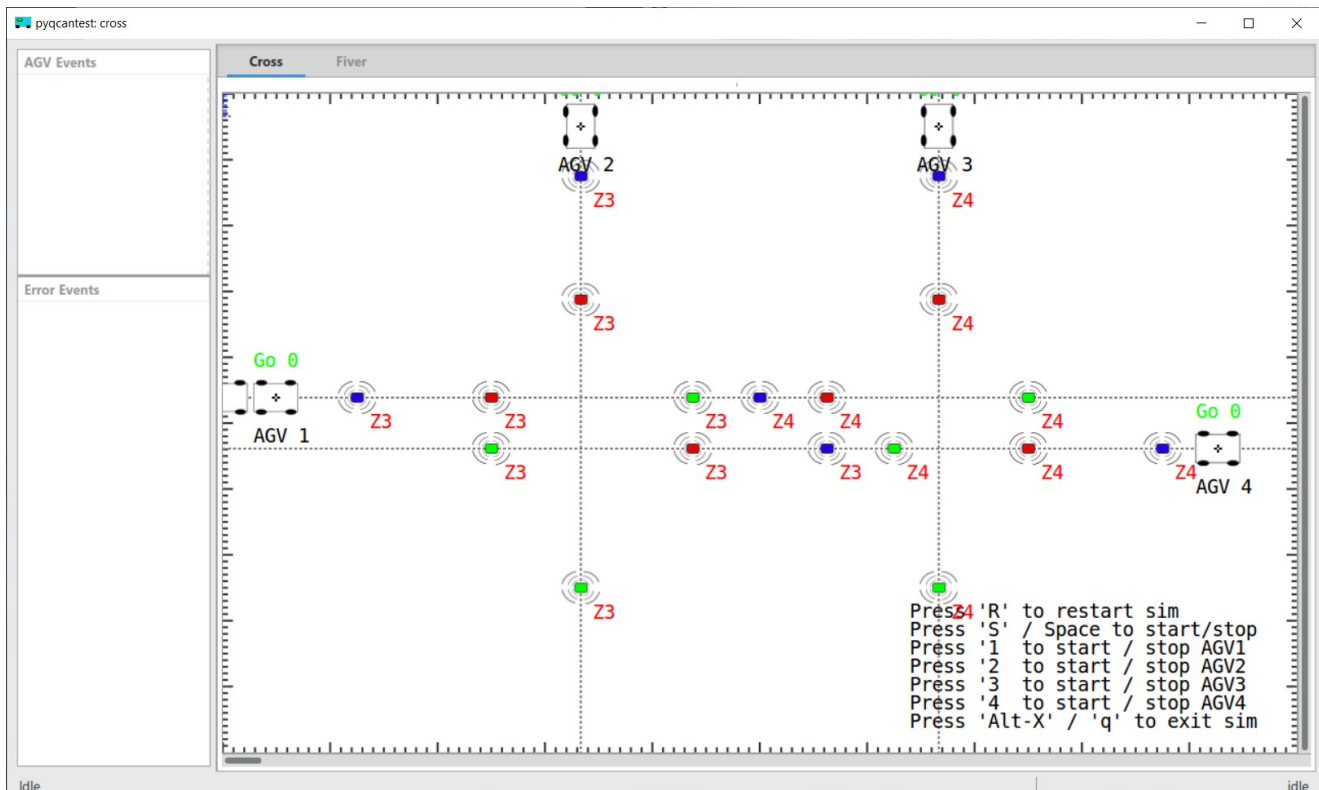 pyqcantest: cross
AGV Events
Cross
Fiver
AGV 2
AGV 3
Z3
Z4
Z3
Z4
Error Events
Go 0
AGV 1
Z3
Z3
Z3
Z4
Z4
Z4
Go 0
Z3
Z3
Z3
Z4
Z4
Z4
AGV 4
Z3
Z4
Press 'R' to restart sim
Press 'S' / Space to start/stop
Press '1  to start / stop AGV1
Press '2  to start / stop AGV2
Press '3  to start / stop AGV3
Press '4  to start / stop AGV4
Press 'Alt-X' / 'q' to exit sim
Idle
idle